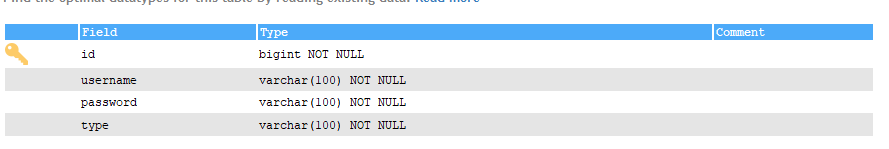 Find the optimal datatypes for this table by reading existing data. Read more
Field Type Comment
id bigint NOT NULL
username varchar(100) NOT NULL
password varchar(100) NOT NULL
type varchar(100) NOT NULL